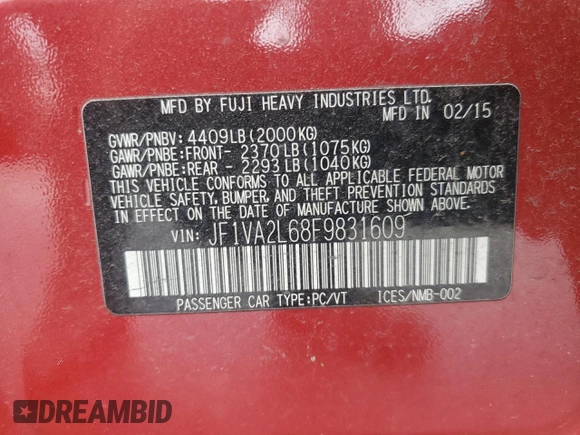 MFD BY FUJI HEAVY INDUSTRIES LTD.
MFD IN 02/15
GVWR/PNBV: 4409LB(2000KG)
GAWR/PNBE:FRONT- 2370LB(1075KG)
GAWR/PNBE:REAR - 2293LB(1040KG)
THIS VEHICLE CONFORMS TO ALL APPLICABLE FEDERAL MOTOR
VEHICLE SAFETY, BUMPER, AND THEFT PREVENTION STANDARDS
IN EFFECT ON THE DATE OF MANUFACTURE SHOWN ABOVE.
VIN: JF1VA2L68F9831609
PASSENGER CAR TYPE:PC/VT ICES/NMB-002
DREAMBID